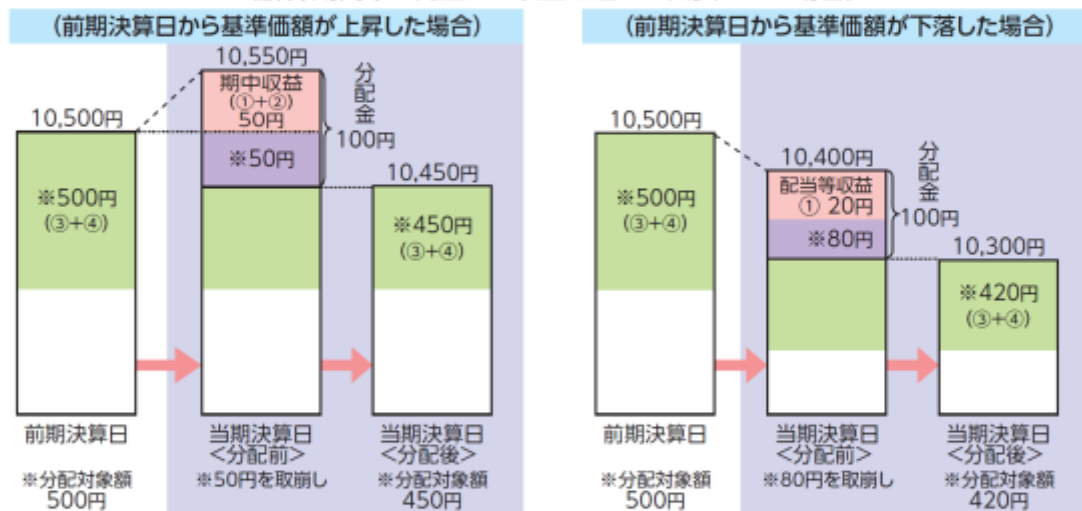 (前期決算日から基準価額が上昇した場合)
10,550円
期中収益
(①+②)
50円
分配金
100円
10,500円
※50円
10,450円
※500円
(③+④)
※450円
(③+④)
前期決算日
当期決算日
<分配前>
当期決算日
<分配後>
※分配対象額
500円
※50円を取崩し
※分配対象額
450円
(前期決算日から基準価額が下落した場合)
10,500円
10,400円
配当等収益
① 20円
分配金
100円
※80円
10,300円
※500円
(③+④)
※420円
(③+④)
前期決算日
当期決算日
<分配前>
当期決算日
<分配後>
※分配対象額
500円
※80円を取崩し
※分配対象額
420円